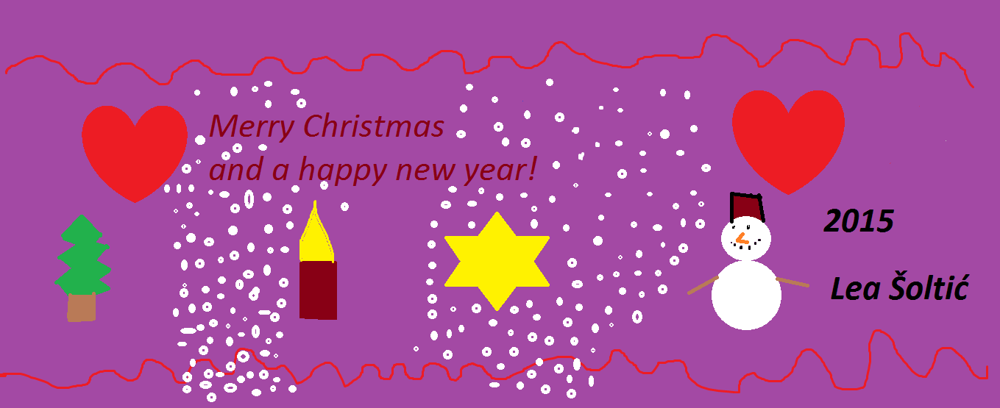 Merry Christmas
and a happy new year!
2015
Lea Šoltić